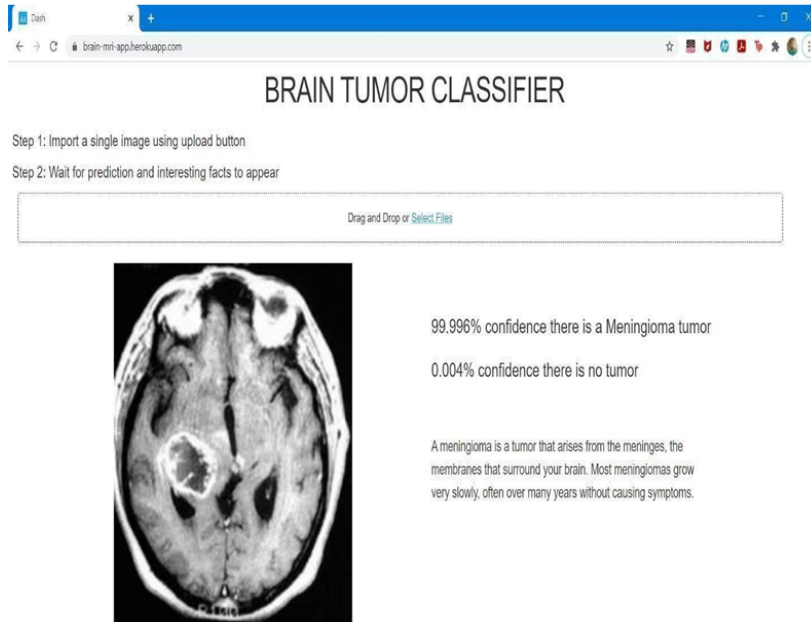 Dash
brain-mri-app.herokuapp.com
BRAIN TUMOR CLASSIFIER
Step 1: Import a single image using upload button
Step 2: Wait for prediction and interesting facts to appear
Drag and Drop or Select Files
99.996% confidence there is a Meningioma tumor
0.004% confidence there is no tumor
A meningioma is a tumor that arises from the meninges, the
membranes that surround your brain. Most meningiomas grow
very slowly, often over many years without causing symptoms.